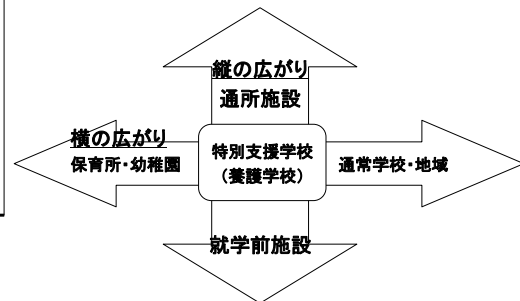 縦の広がり
通所施設
横の広がり
保育所・幼稚園
特別支援学校
(養護学校)
通常学校・地域
就学前施設